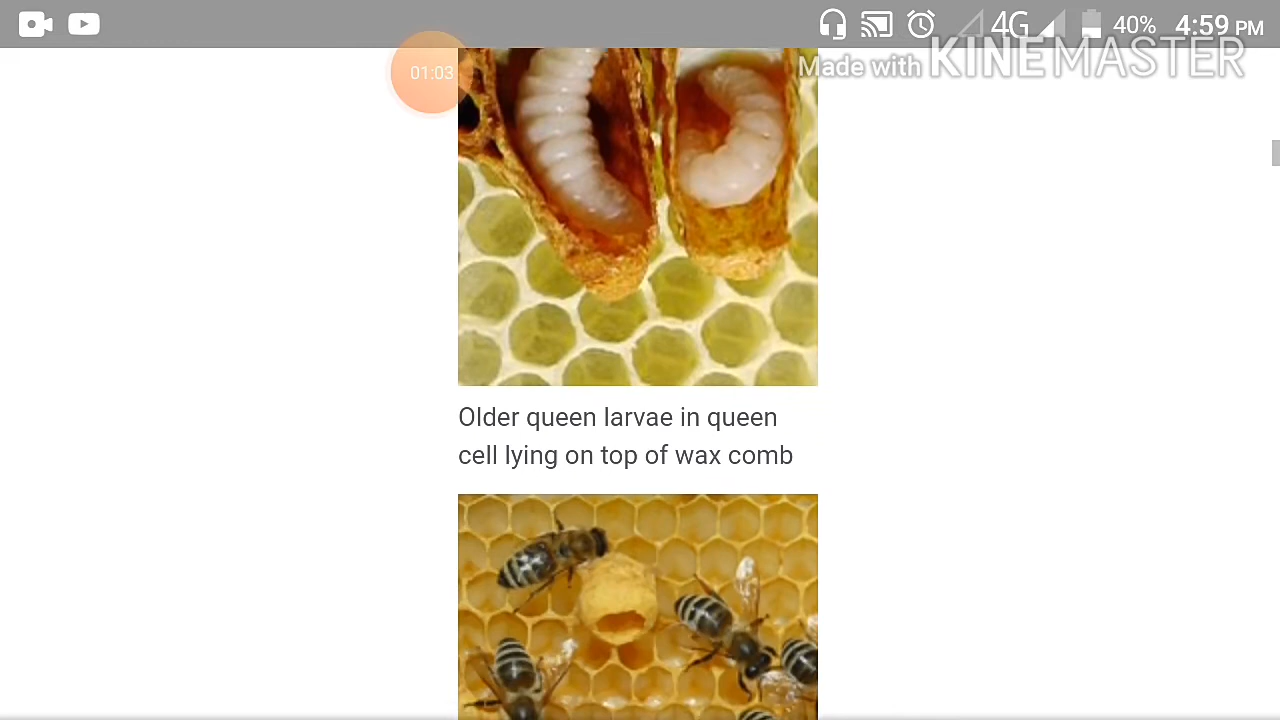 4G 40% 4:59 PM
01:03
Made with KINEMASTER
Older queen larvae in queen
cell lying on top of wax comb